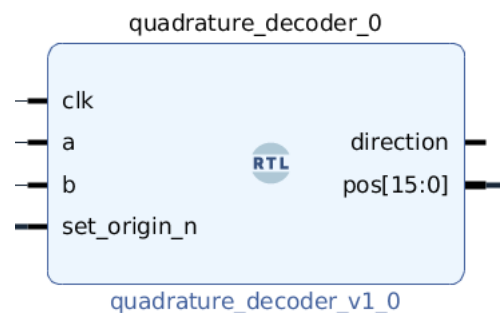 quadrature_decoder_0
clk
a
direction
RTL
b
pos[15:0]
set_origin_n
quadrature_decoder_v1_0